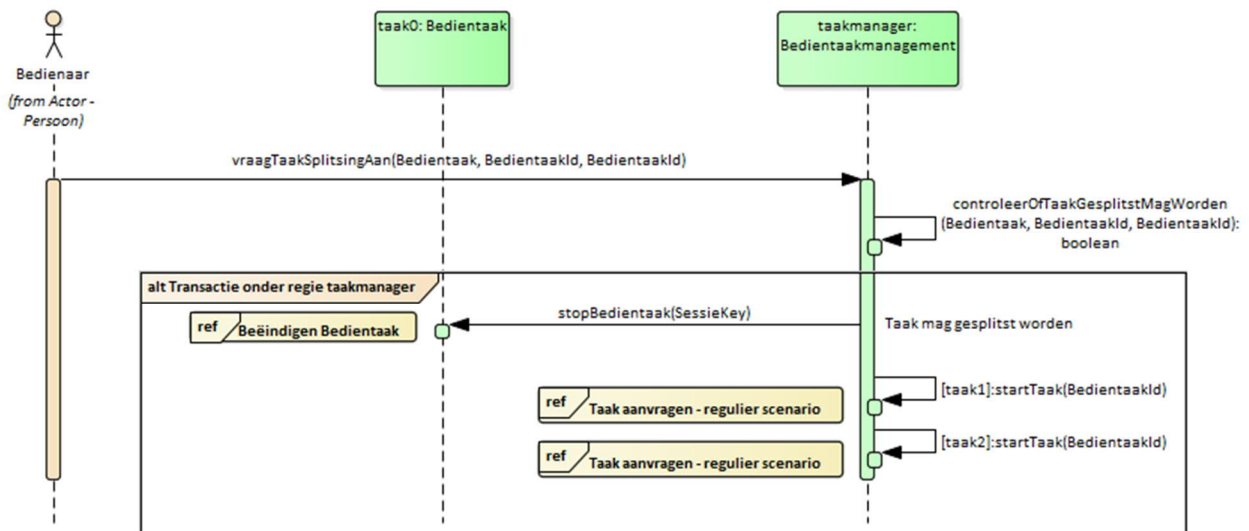 taak0: Bedientaak
taakmanager:
Bedientaakmanagement
Bedienaar
(from Actor -
Persoon)
vraagTaakSplitsingAan(Bedientaak, BedientaakId, BedientaakId)
controleerOfTaakGesplitstMagWorden
(Bedientaak, BedientaakId, BedientaakId):
boolean
alt Transactie onder regie taakmanager
stopBedientaak(SessieKey)
Taak mag gesplitst worden
ref Beëindigen Bedientaak
[taak1]:startTaak(BedientaakId)
ref Taak aanvragen - regulier scenario
[taak2]:startTaak(BedientaakId)
ref Taak aanvragen - regulier scenario